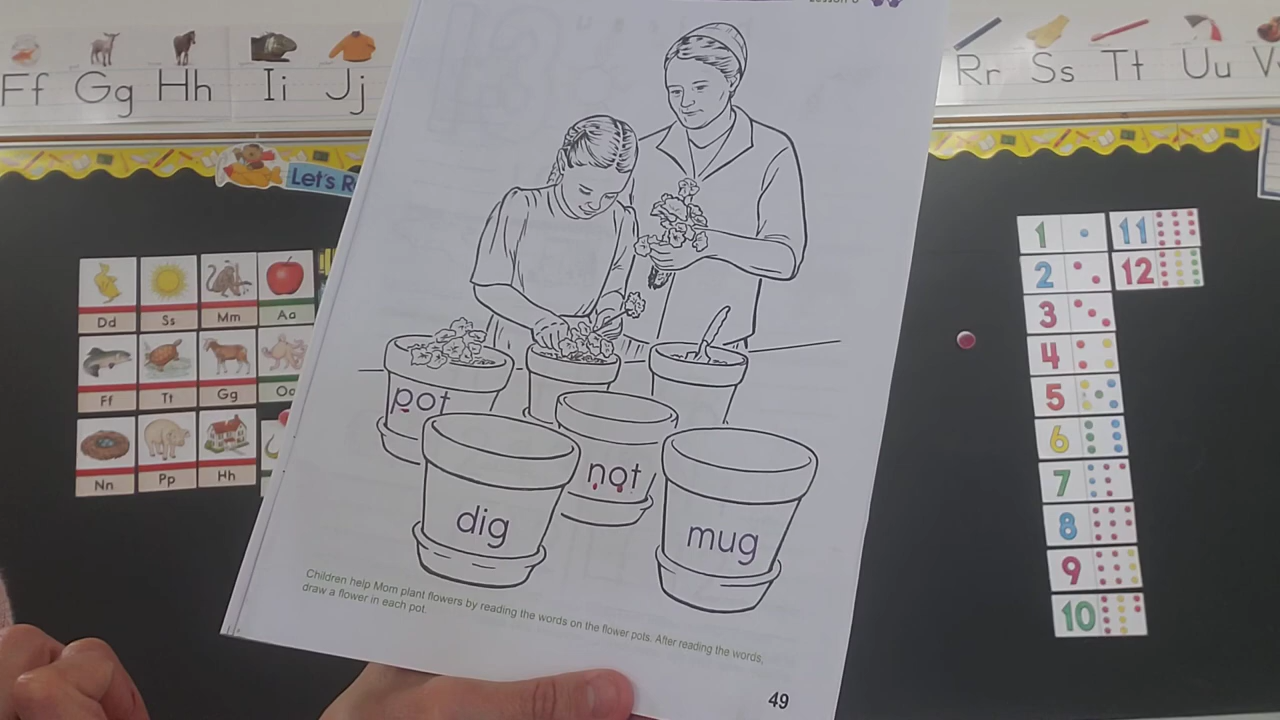 Ff Gg Hh Ii Jj
Rr Ss Tt Uu
Let's
Dd Ss Mm Aa
Ff Tt Gg
Nn Pp Hh
1 11
2 12
3
4
5
6
7
8
9
10
pot
not
dig
mug
Children help Mom plant flowers by reading the words on the flower pots. After reading the words,
draw a flower in each pot.
49